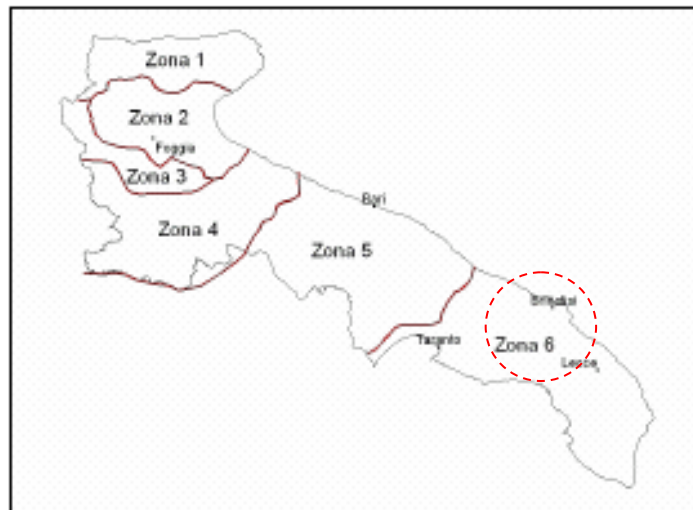 Zona 1
Zona 2
Foggia
Zona 3
Zona 4
Bari
Zona 5
Brindisi
Taranto
Zona 6
Lecce